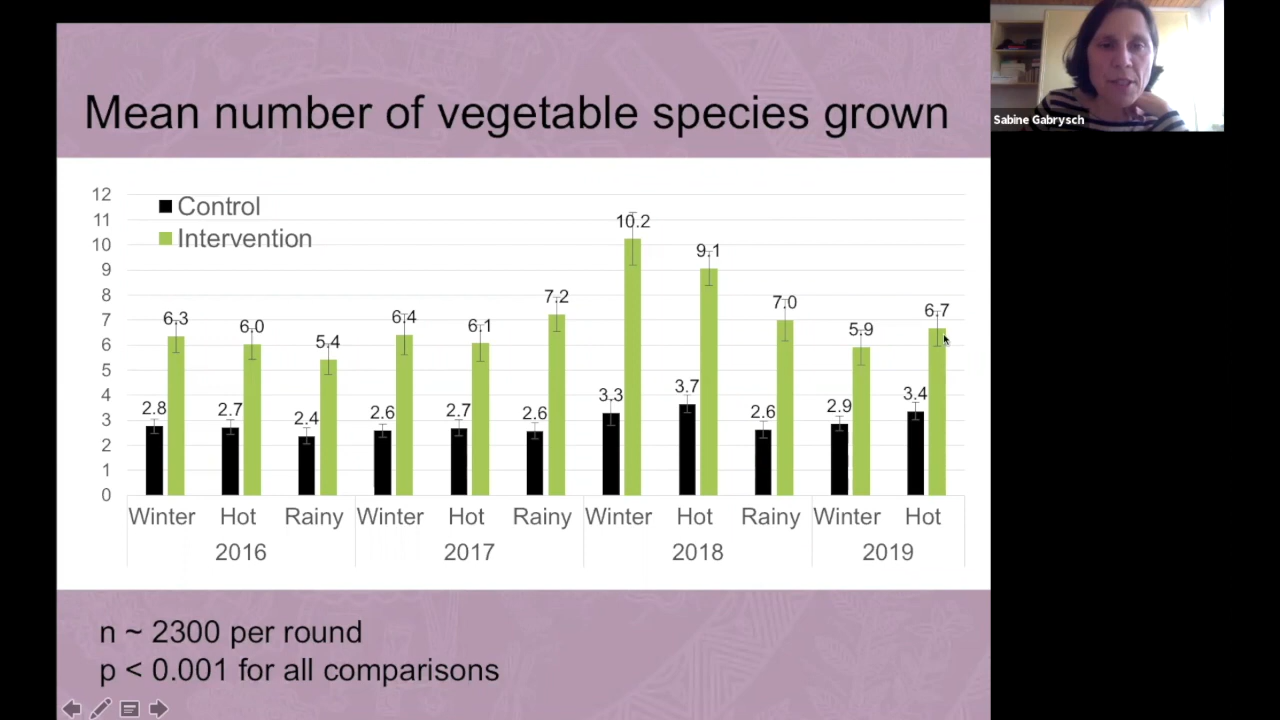 Mean number of vegetable species grown
Sabine Gabrysch
12
11
10
9
8
7
6
5
4
3
2
1
0
Control
Intervention
2.8 6.3 2.7 6.0 2.4 5.4 2.6 6.4 2.7 6.1 2.6 7.2 3.3 10.2 3.7 9.1 2.6 7.0 2.9 5.9 3.4 6.7
Winter Hot Rainy Winter Hot Rainy Winter Hot Rainy Winter Hot
2016 2017 2018 2019
n ~ 2300 per round
p < 0.001 for all comparisons